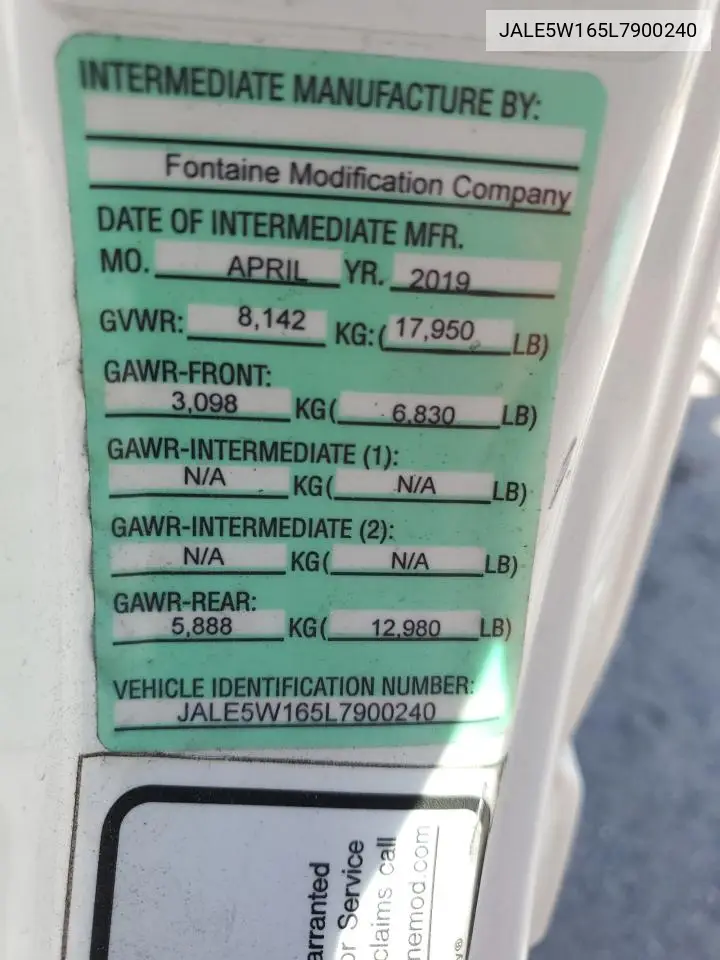 JALE5W165L7900240
INTERMEDIATE MANUFACTURE BY:
Fontaine Modification Company
DATE OF INTERMEDIATE MFR.
MO. APRIL YR. 2019
GVWR: 8,142 KG: (17,950 LB)
GAWR-FRONT:
3,098 KG( 6,830 LB)
GAWR-INTERMEDIATE (1):
N/A KG( N/A LB)
GAWR-INTERMEDIATE (2):
N/A KG( N/A LB)
GAWR-REAR:
5,888 KG( 12,980 LB)
VEHICLE IDENTIFICATION NUMBER:
JALE5W165L7900240
arranted
or Service
claims call
nemod.com